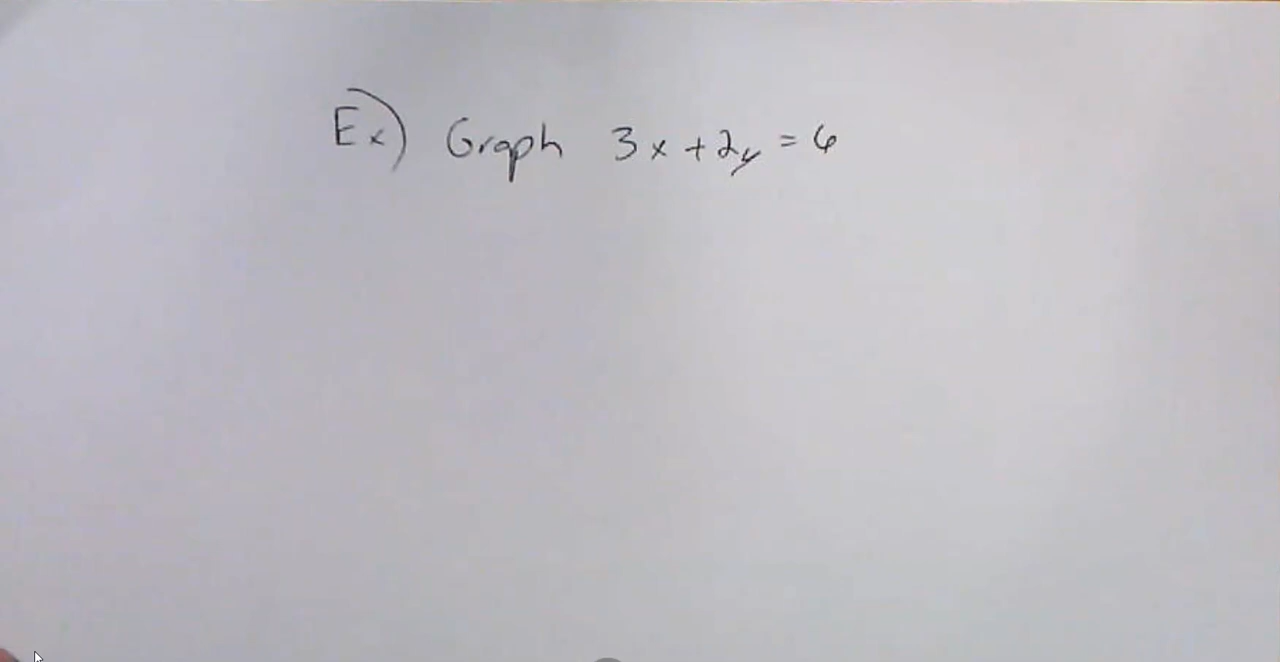 Ex) Graph 3x + 2y = 6